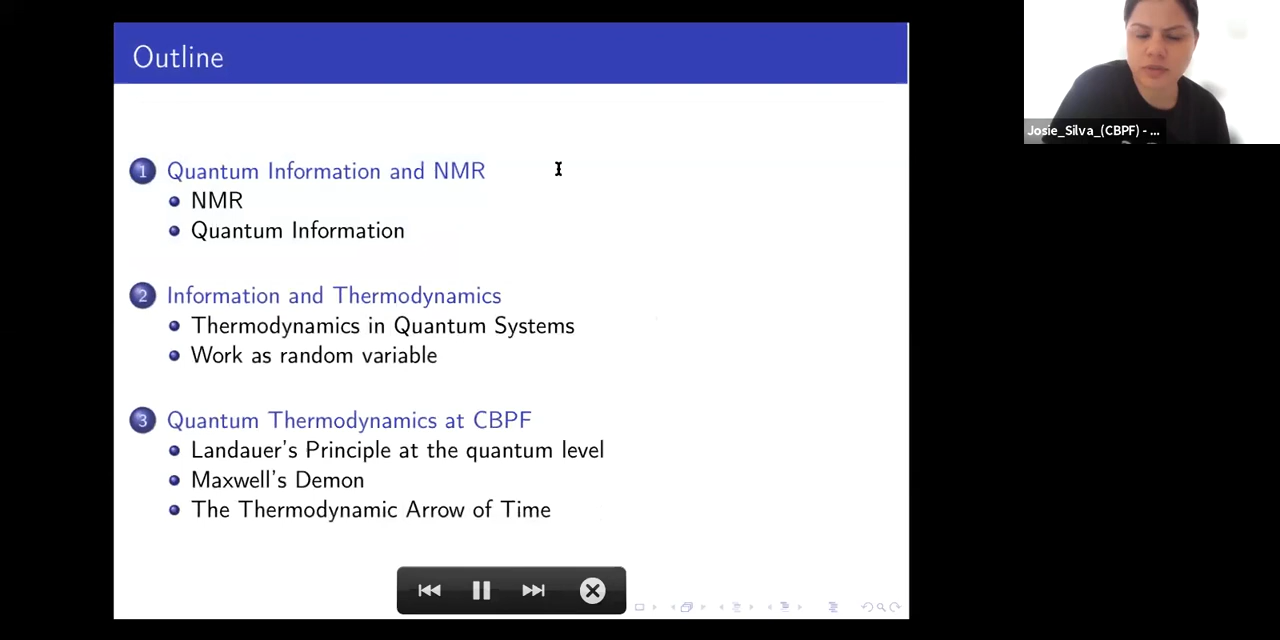 Outline
1 Quantum Information and NMR
NMR
Quantum Information
2 Information and Thermodynamics
Thermodynamics in Quantum Systems
Work as random variable
3 Quantum Thermodynamics at CBPF
Landauer's Principle at the quantum level
Maxwell's Demon
The Thermodynamic Arrow of Time
Josie_Silva_(CBPF) - ...